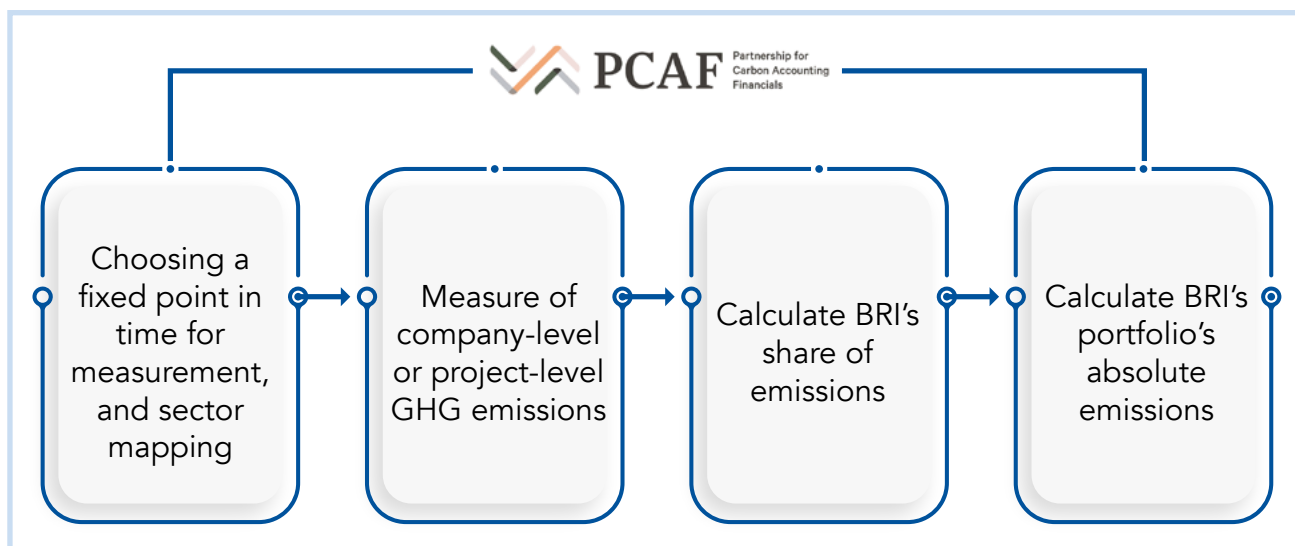 PCAF
Partnership for
Carbon Accounting
Financials
Choosing a
fixed point in
time for
measurement,
and sector
mapping
Measure of
company-level
or project-level
GHG emissions
Calculate BRI’s
share of
emissions
Calculate BRI’s
portfolio’s
absolute
emissions